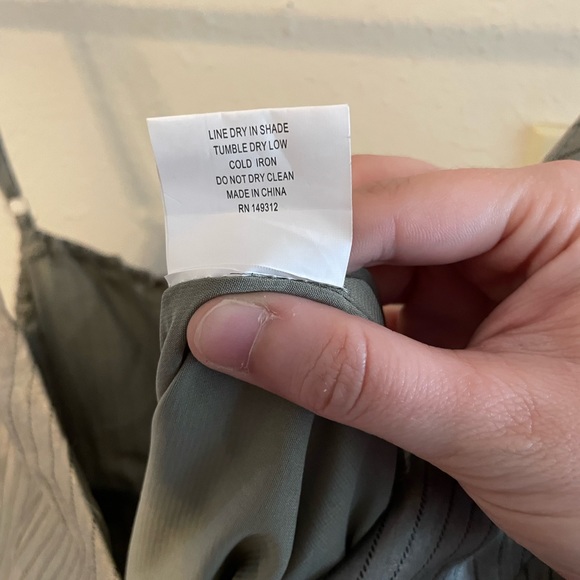 LINE DRY IN SHADE
TUMBLE DRY LOW
COLD IRON
DO NOT DRY CLEAN
MADE IN CHINA
RN 149312